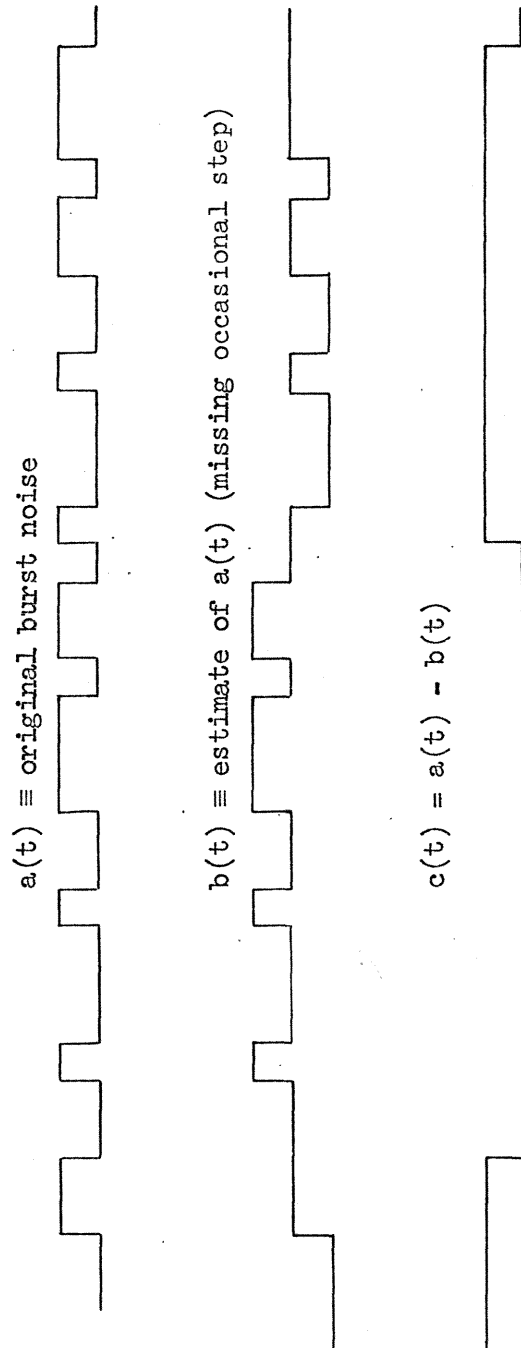 a(t) ≡ original burst noise
b(t) ≡ estimate of a(t) (missing occasional step)
c(t) = a(t) - b(t)